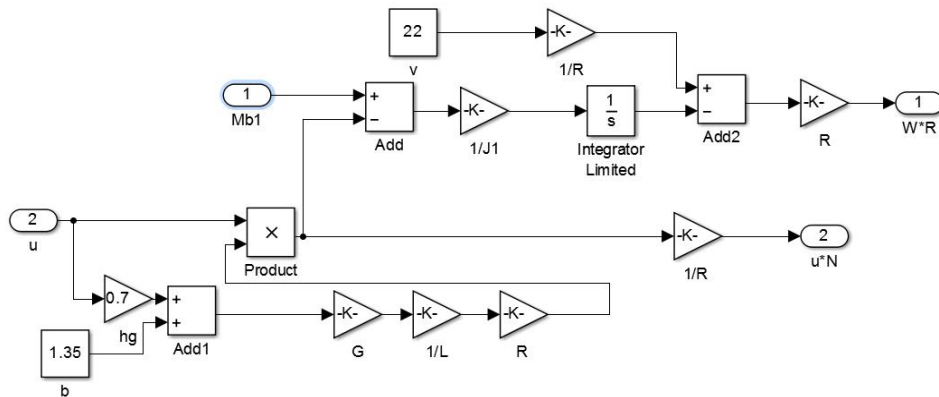 22
-K-
v
1/R
1
Mb1
+
−
Add
-K-
1/J1
1
s
Integrator
Limited
+
−
Add2
-K-
R
1
W*R
2
u
×
Product
-K-
1/R
2
u*N
0.7
hg
+
+
Add1
-K-
G
-K-
1/L
-K-
R
1.35
b